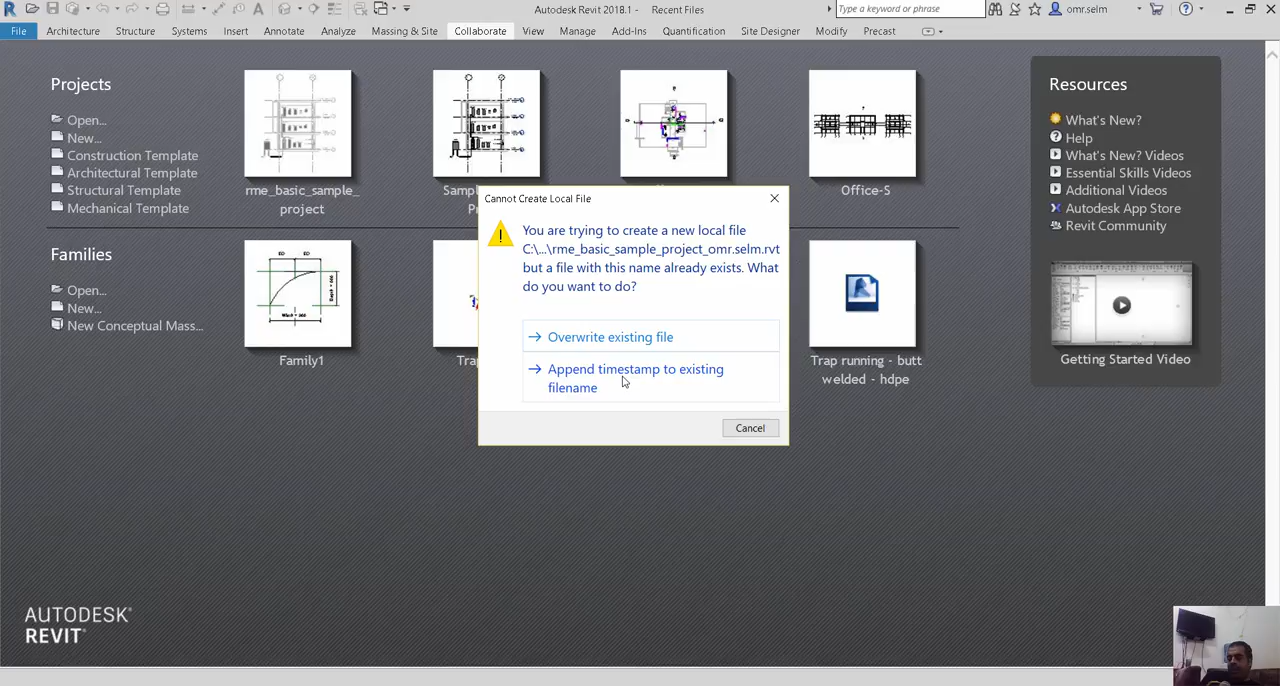 Autodesk Revit 2018.1 -    Recent Files
Type a keyword or phrase
omr.selm
File Architecture Structure Systems Insert Annotate Analyze Massing & Site Collaborate View Manage Add-Ins Quantification Site Designer Modify Precast
Projects
Open...
New...
Construction Template
Architectural Template
Structural Template
Mechanical Template
rme_basic_sample_
project
Office-S
Resources
What's New?
Help
What's New? Videos
Essential Skills Videos
Additional Videos
Autodesk App Store
Revit Community
Getting Started Video
Cannot Create Local File
You are trying to create a new local file
C:\...\rme_basic_sample_project_omr.selm.rvt
but a file with this name already exists. What
do you want to do?
Overwrite existing file
Append timestamp to existing
filename
Cancel
Families
Open...
New...
New Conceptual Mass...
Family1
Trap running - butt
welded - hdpe
AUTODESK
REVIT